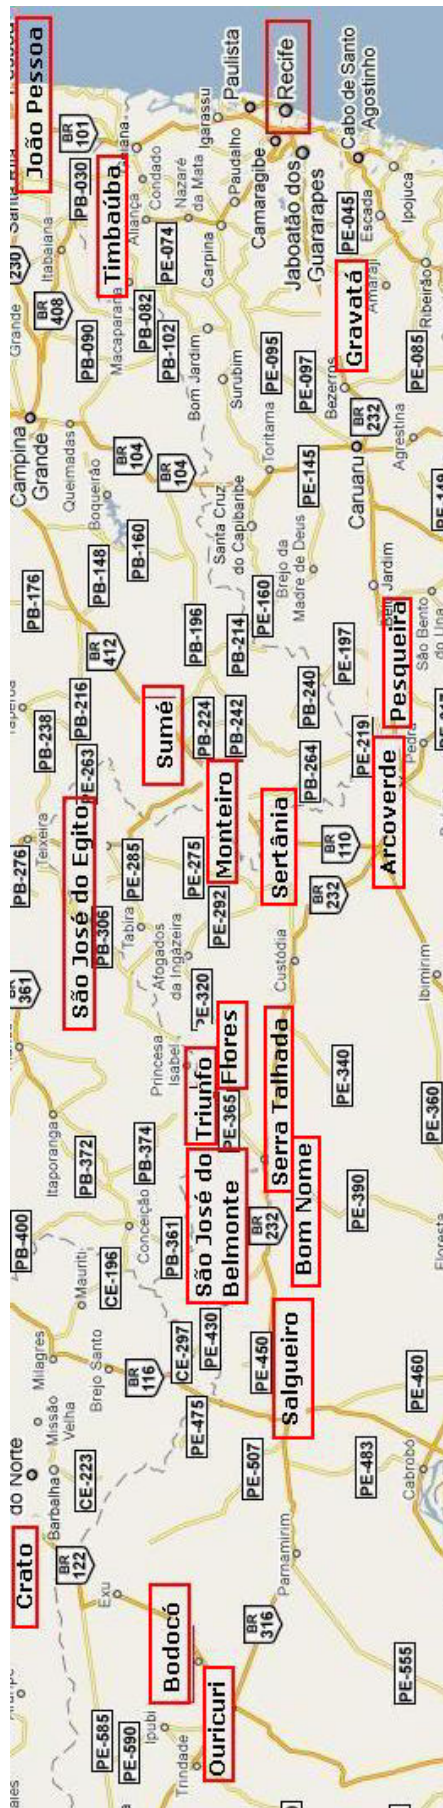 Crato
do Norte
Milagres
Mauriti
PB-400
361
PB-276
Teixeira
PB-238
PB-176
Campina
Grande
Grande
230
João Pessoa
PE-585
BR
122
Barbalha
Missão
Velha
CE-223
Brejo Santo
CE-196
Itaporanga
PB-372
São José do Egito
PB-306
PE-263
PB-216
BR
412
PB-148
Boqueirão
Queimadas
PB-090
BR
408
Itabaiana
PB-030
BR
101
PE-590
Ipubi
Exu
Bodocó
BR
116
Conceição
PB-374
PB-361
Princesa
Isabel
Afogados
da Ingàzeira
Tabira
PE-285
Sumé
PB-160
BR
104
BR
104
Macaparana
PB-082
PB-102
Timbaúba
Aliança
Condado
PE-074
Nazaré
da Mata
Trindade
Ouricuri
PE-475
CE-297
PE-430
São José do
Belmonte
Triunfo
PE-365
Flores
PE-320
PE-292
PE-275
Monteiro
PB-224
PB-242
PB-196
PB-214
PE-160
Santa Cruz
do Capibaribe
Bom Jardim
Surubim
Carpina
Paudalho
Igarassu
Paulista
BR
316
Parnamirim
PE-507
Salgueiro
PE-450
BR
232
Bom Nome
Serra Talhada
Custódia
Sertânia
PB-264
PB-240
Brejo da
Madre de Deus
Toritama
PE-145
PE-095
PE-097
Camaragibe
Recife
Jaboatão dos
Guararapes
PE-483
PE-390
PE-340
BR
232
BR
110
PE-219
PE-197
Caruaru
BR
232
Bezerros
Gravatá
PE-045
Cabo de Santo
Agostinho
PE-555
Cabrobó
PE-460
Floresta
PE-360
Ibimirim
Arcoverde
Pedra
Pesqueira
Jardim
São Bento
do Una
Agrestina
PE-085
Ribeirão
Amaraji
Escada
Ipojuca